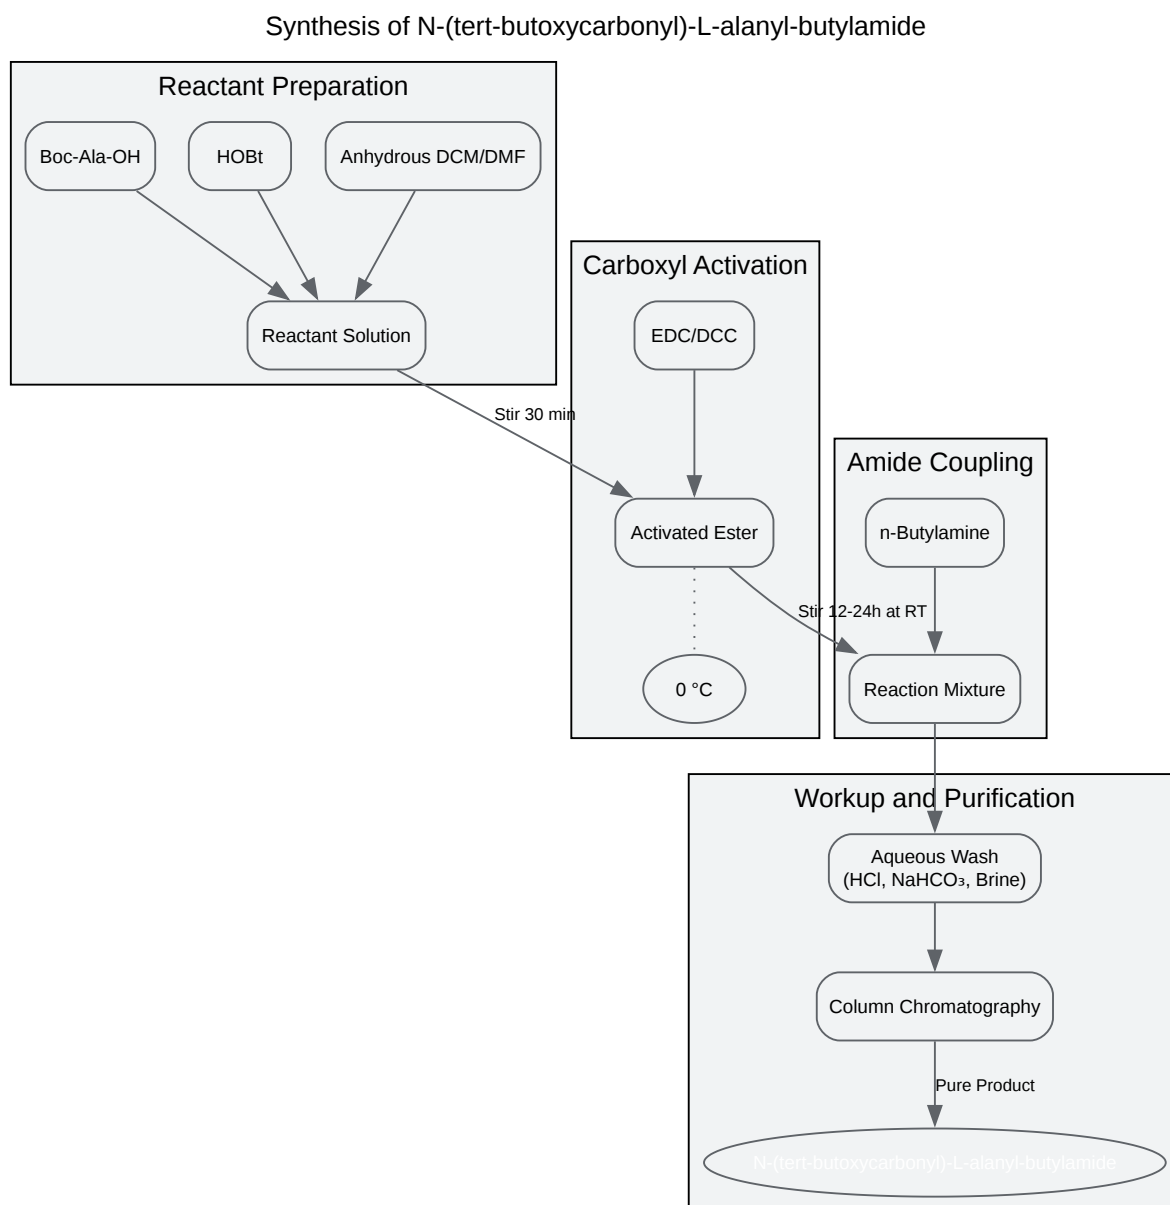 Synthesis of N-(tert-butoxycarbonyl)-L-alanyl-butylamide
Reactant Preparation
Boc-Ala-OH
HOBt
Anhydrous DCM/DMF
Reactant Solution
Stir 30 min
Carboxyl Activation
EDC/DCC
Activated Ester
0 °C
Stir 12-24h at RT
Amide Coupling
n-Butylamine
Reaction Mixture
Workup and Purification
Aqueous Wash
(HCl, NaHCO₃, Brine)
Column Chromatography
Pure Product
N-(tert-butoxycarbonyl)-L-alanyl-butylamide